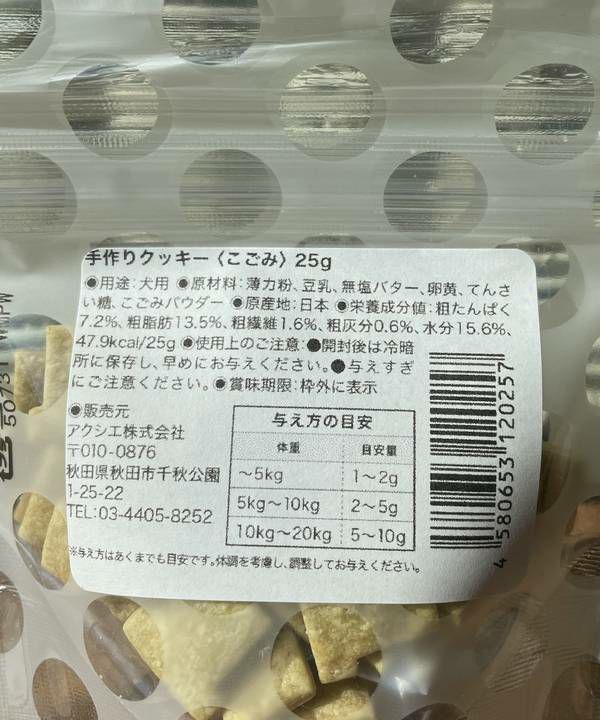 手作りクッキー〈こごみ〉25g
●用途:犬用 ●原材料:薄力粉、豆乳、無塩バター、卵黄、てんさ
い糖、こごみパウダー ●原産地:日本 ●栄養成分値:粗たんぱく
7.2%、粗脂肪13.5%、粗繊維1.6%、粗灰分0.6%、水分15.6%、
47.9kcal/25g ●使用上のご注意:●開封後は冷暗
所に保存し、早めにお与えください。●与えすぎ
にご注意ください。●賞味期限:枠外に表示
●販売元
アクシエ株式会社
〒010-0876
秋田県秋田市千秋公園
1-25-22
TEL:03-4405-8252
与え方の目安
体重 目安量
～5kg 1～2g
5kg～10kg 2～5g
10kg～20kg 5～10g
※与え方はあくまでも目安です。体調を考慮し、調整してお与えください。
4 580653 120257